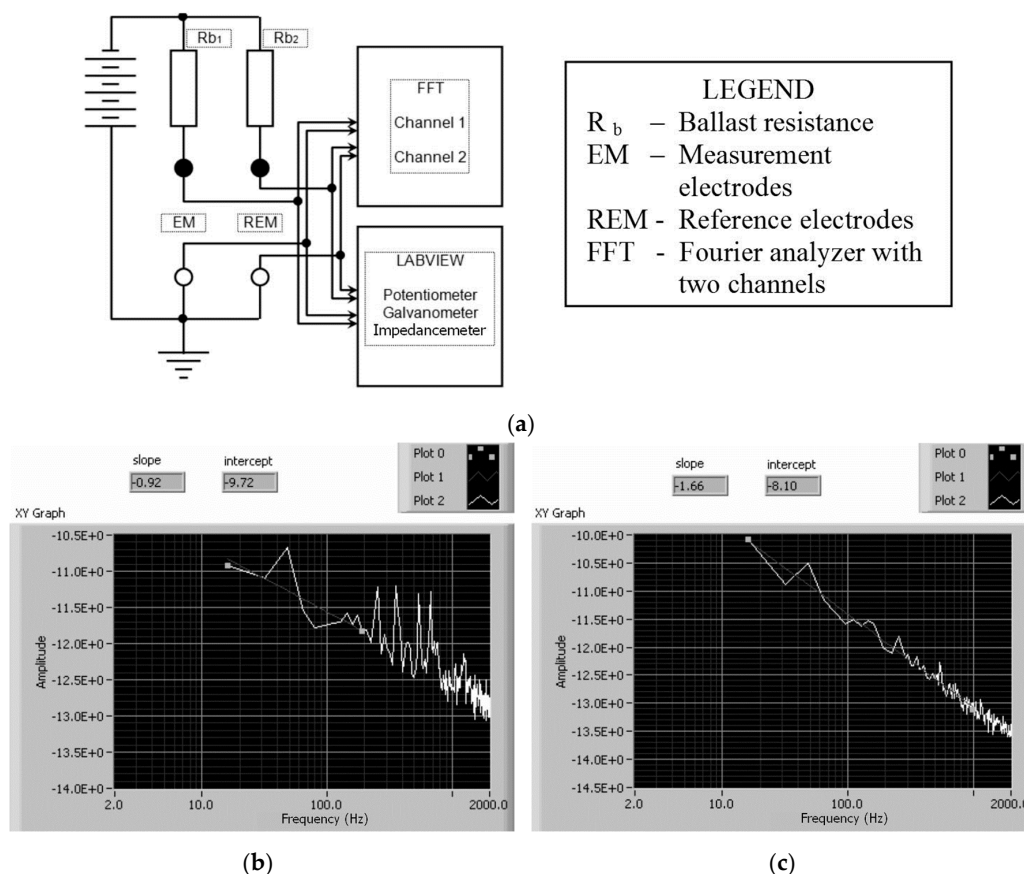 Rb₁ Rb₂
FFT
Channel 1
Channel 2
EM REM
LABVIEW
Potentiometer
Galvanometer
Impedancemeter
LEGEND
R b – Ballast resistance
EM – Measurement
electrodes
REM - Reference electrodes
FFT - Fourier analyzer with
two channels
(a)
slope intercept
-0.92 -9.72
Plot 0
Plot 1
Plot 2
XY Graph
-10.5E+0
-11.0E+0
-11.5E+0
-12.0E+0
-12.5E+0
-13.0E+0
-13.5E+0
-14.0E+0
Amplitude
2.0 10.0 100.0 2000.0
Frequency (Hz)
(b)
slope intercept
-1.66 -8.10
Plot 0
Plot 1
Plot 2
XY Graph
-10.0E+0
-10.5E+0
-11.0E+0
-11.5E+0
-12.0E+0
-12.5E+0
-13.0E+0
-13.5E+0
-14.0E+0
-14.5E+0
Amplitude
2.0 10.0 100.0 2000.0
Frequency (Hz)
(c)